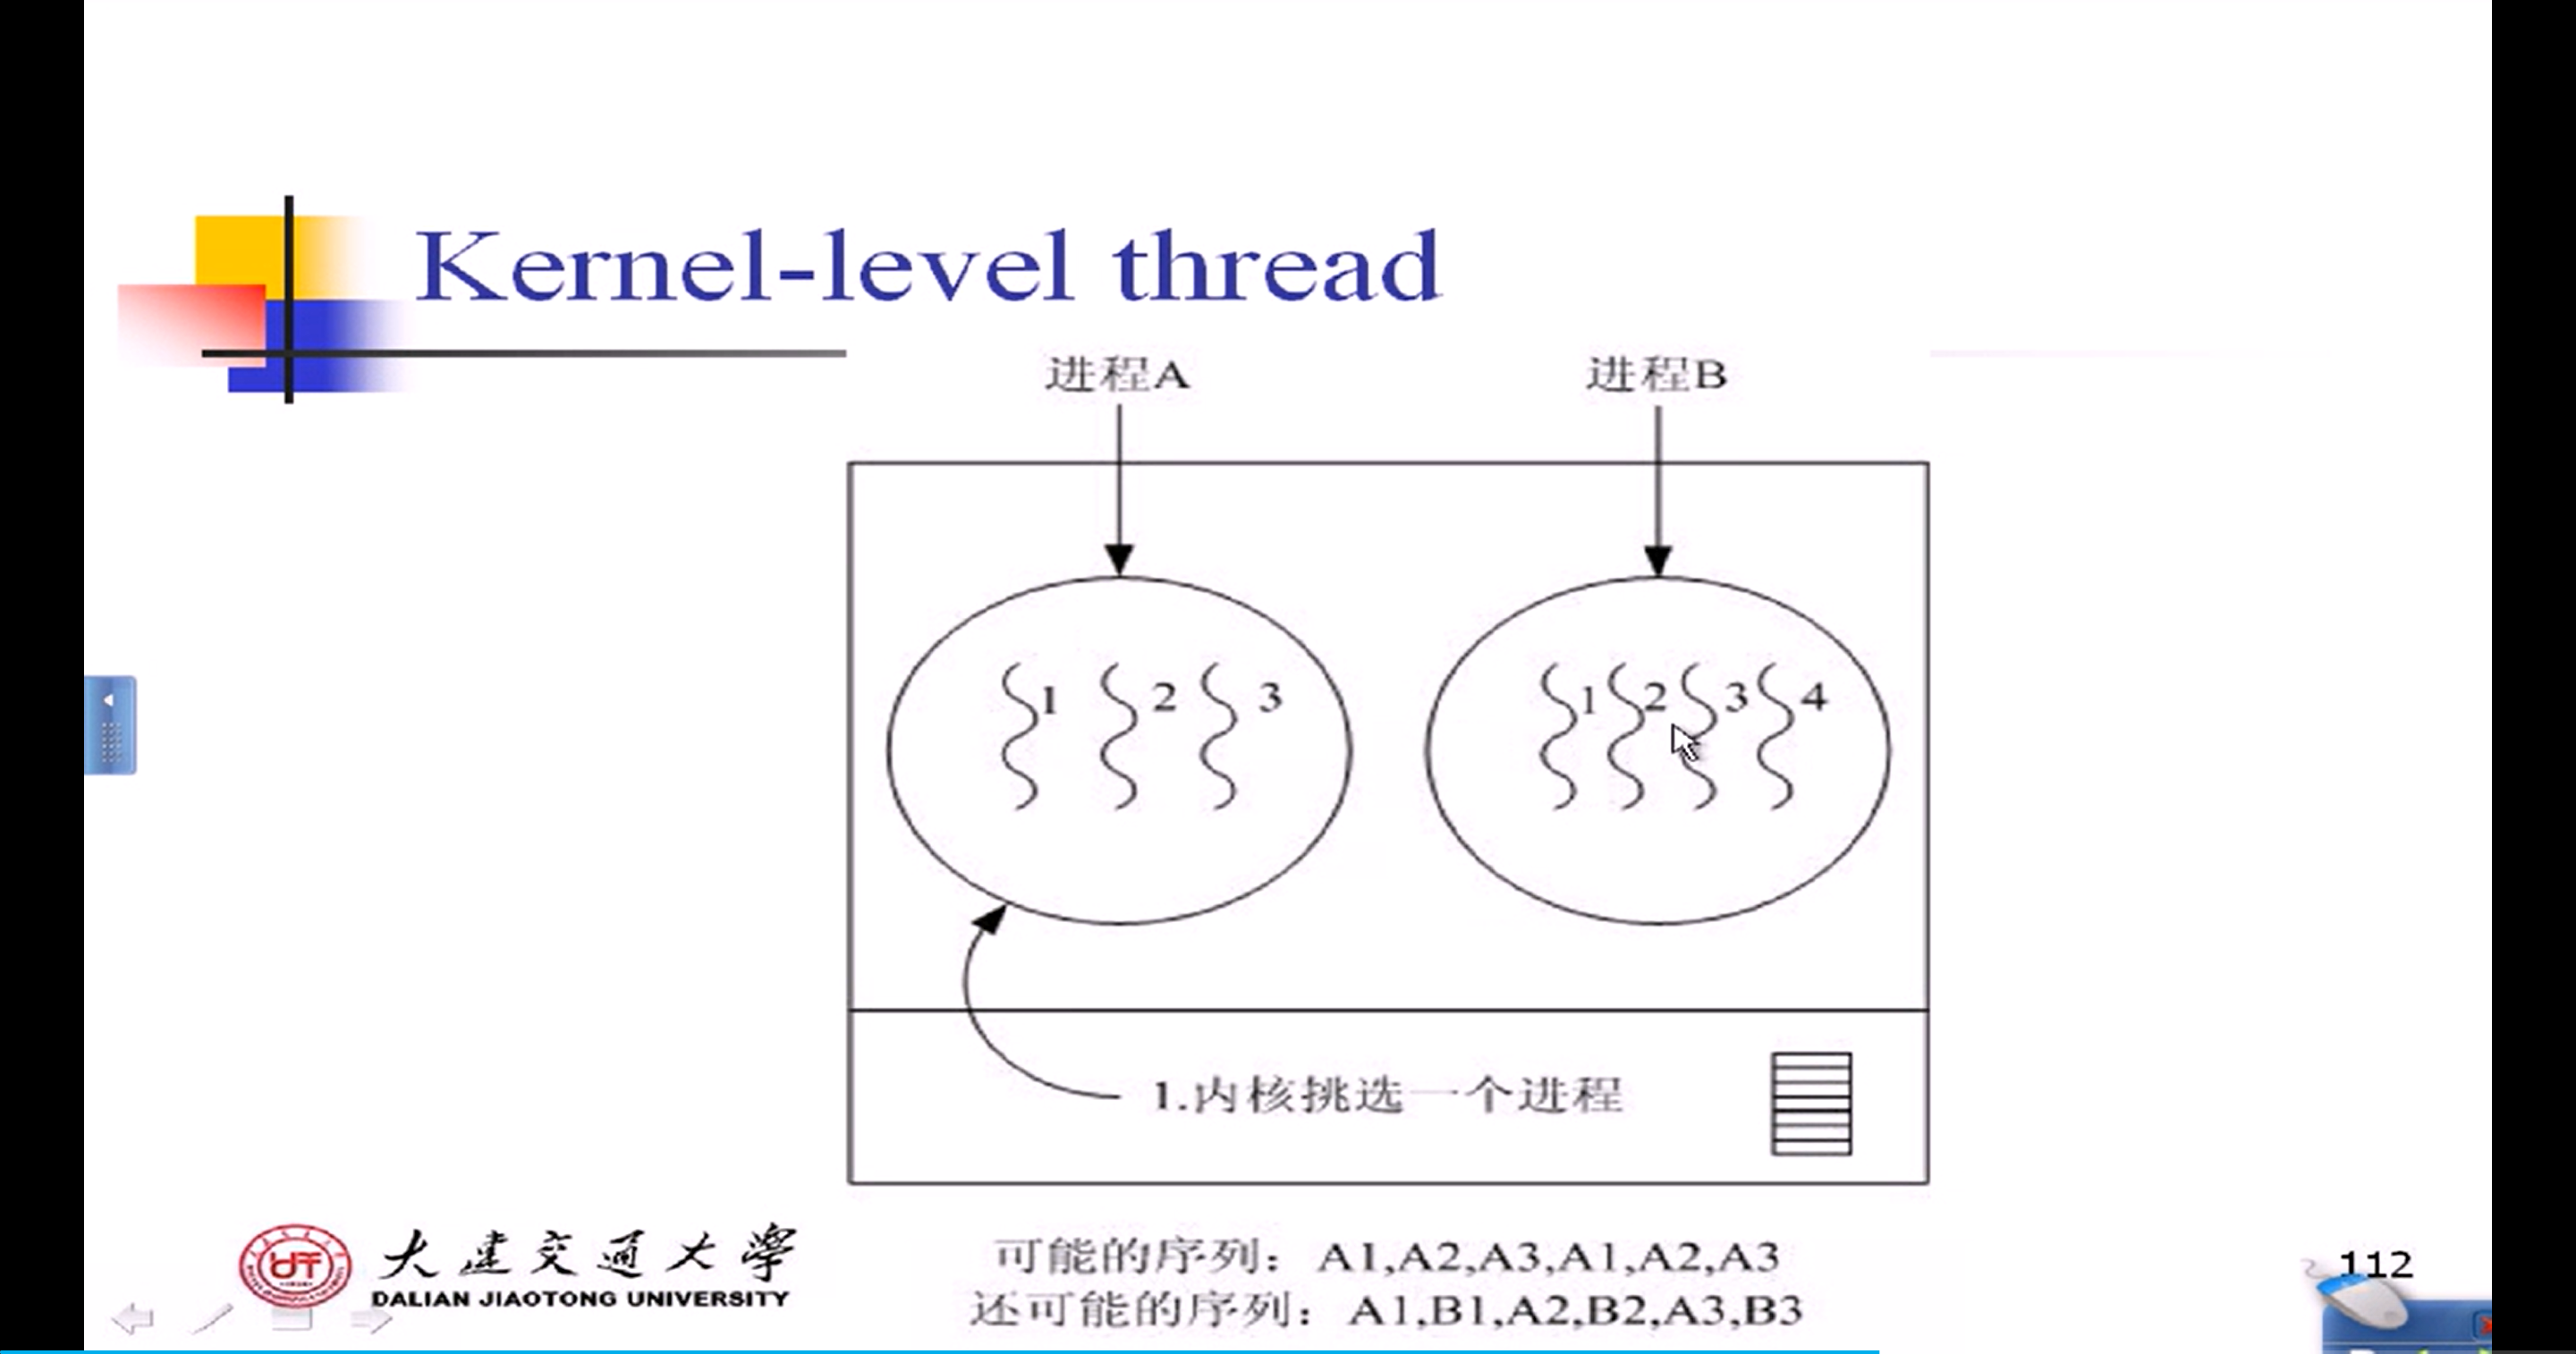 Kernel-level thread
进程A
进程B
1 2 3
1 2 3 4
1.内核挑选一个进程
大连交通大学
DALIAN JIAOTONG UNIVERSITY
可能的序列：A1,A2,A3,A1,A2,A3
还可能的序列：A1,B1,A2,B2,A3,B3
112